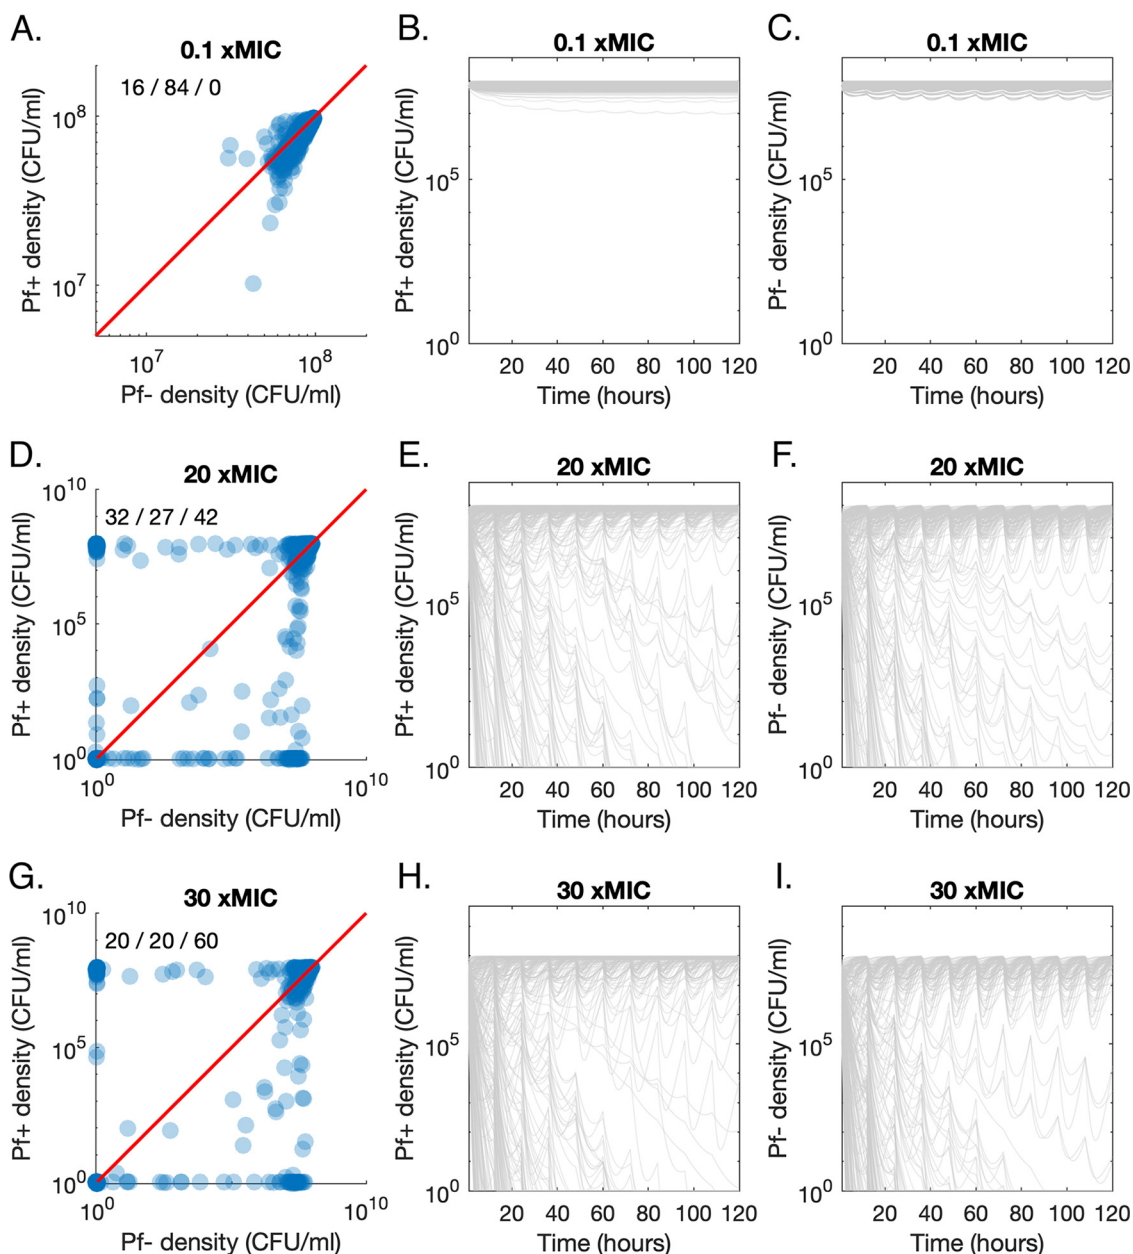 A.
0.1 xMIC
16 / 84 / 0
10^8
10^7
10^7 10^8
Pf+ density (CFU/ml)
Pf- density (CFU/ml)
B.
0.1 xMIC
10^5
10^0
20 40 60 80 100 120
Pf+ density (CFU/ml)
Time (hours)
C.
0.1 xMIC
10^5
10^0
20 40 60 80 100 120
Pf- density (CFU/ml)
Time (hours)
D.
20 xMIC
10^10
32 / 27 / 42
10^5
10^0
10^0 10^10
Pf+ density (CFU/ml)
Pf- density (CFU/ml)
E.
20 xMIC
10^5
10^0
20 40 60 80 100 120
Pf+ density (CFU/ml)
Time (hours)
F.
20 xMIC
10^5
10^0
20 40 60 80 100 120
Pf- density (CFU/ml)
Time (hours)
G.
30 xMIC
10^10
20 / 20 / 60
10^5
10^0
10^0 10^10
Pf+ density (CFU/ml)
Pf- density (CFU/ml)
H.
30 xMIC
10^5
10^0
20 40 60 80 100 120
Pf+ density (CFU/ml)
Time (hours)
I.
30 xMIC
10^5
10^0
20 40 60 80 100 120
Pf- density (CFU/ml)
Time (hours)